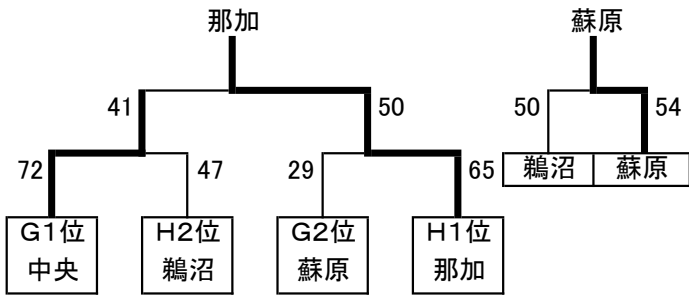 那加 蘇原
41 50 50 54
72 47 29 65 鵜沼 蘇原
G1位 H2位 G2位 H1位
中央 鵜沼 蘇原 那加